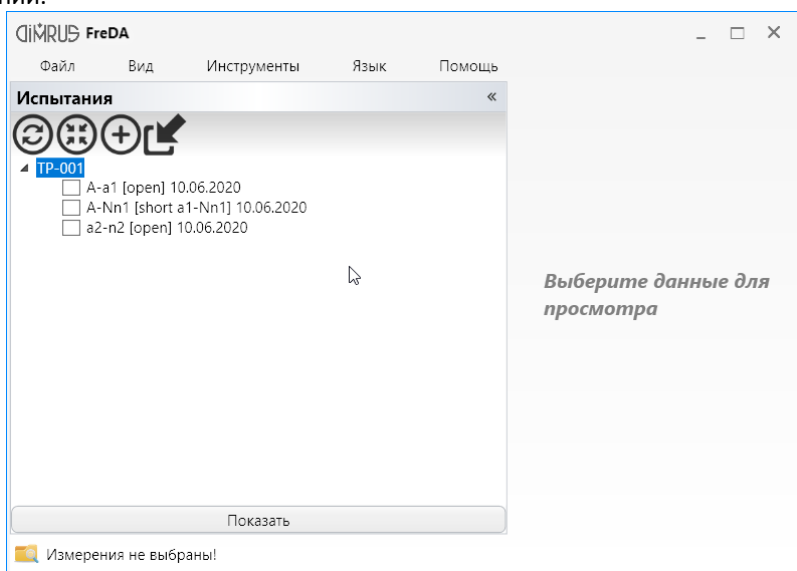 DiMRUS FreDA
Файл Вид Инструменты Язык Помощь
Испытания «
ТР-001
A-a1 [open] 10.06.2020
A-Nn1 [short a1-Nn1] 10.06.2020
a2-n2 [open] 10.06.2020
Выберите данные для
просмотра
Показать
Измерения не выбраны!